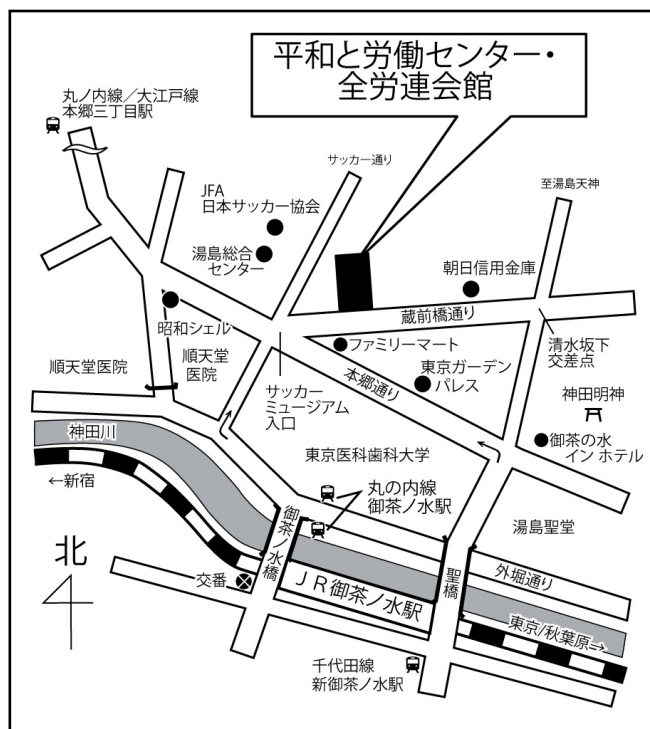 平和と労働センター・
全労連会館
丸ノ内線／大江戸線
本郷三丁目駅
サッカー通り
至湯島天神
JFA
日本サッカー協会
湯島総合
センター
朝日信用金庫
蔵前橋通り
昭和シェル
ファミリーマート
清水坂下
交差点
順天堂医院
順天堂
医院
サッカー
ミュージアム
入口
本郷通り
東京ガーデン
パレス
神田明神
御茶の水
イン ホテル
神田川
東京医科歯科大学
←新宿
丸の内線
御茶ノ水駅
御茶ノ水橋
湯島聖堂
北
交番
ＪＲ御茶ノ水駅
聖橋
外堀通り
東京/秋葉原→
千代田線
新御茶ノ水駅